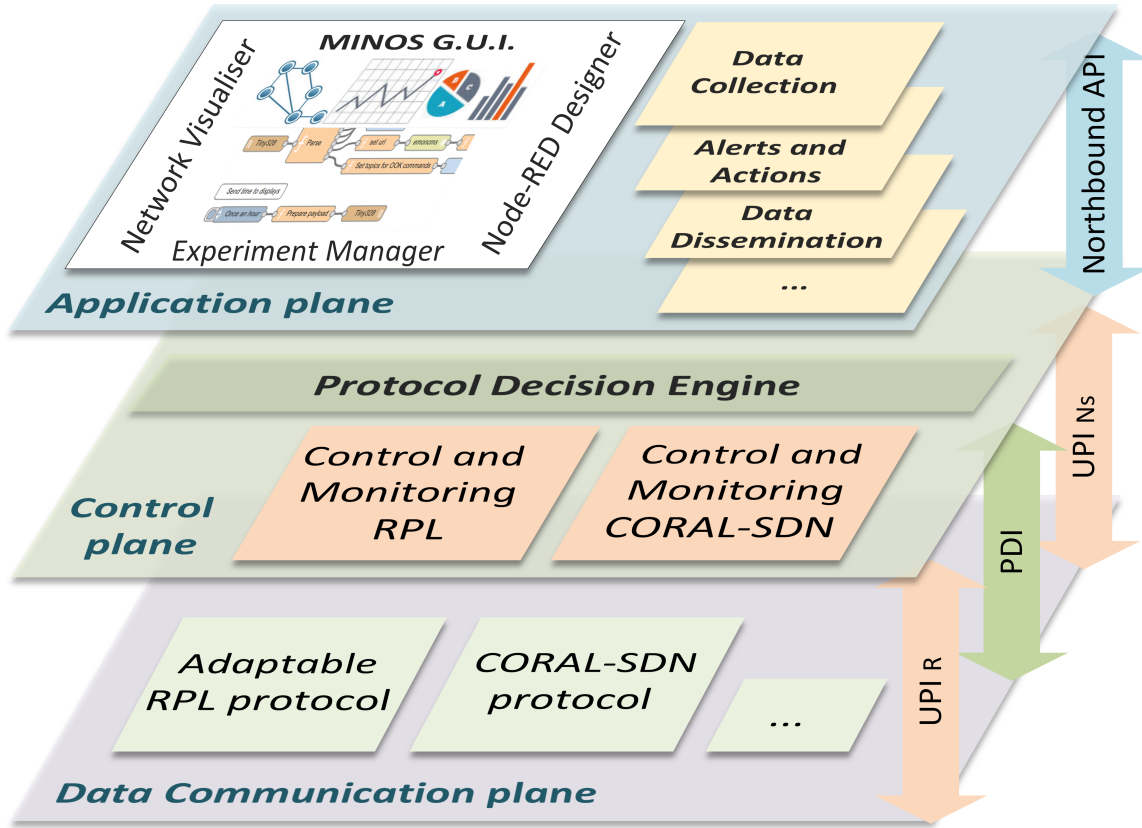 MINOS G.U.I.
Network Visualiser
Node-RED Designer
Tiny328
Parse
set url
emoncms
Set topics for OOK commands
Send time to displays
Once an hour
Prepare payload
Tiny328
A
C
A
Experiment Manager
Data
Collection
Alerts and
Actions
Data
Dissemination
...
Application plane
Northbound API
Protocol Decision Engine
Control and
Monitoring
RPL
Control and
Monitoring
CORAL-SDN
Control
plane
UPI Ns
PDI
UPI R
Adaptable
RPL protocol
CORAL-SDN
protocol
...
Data Communication plane